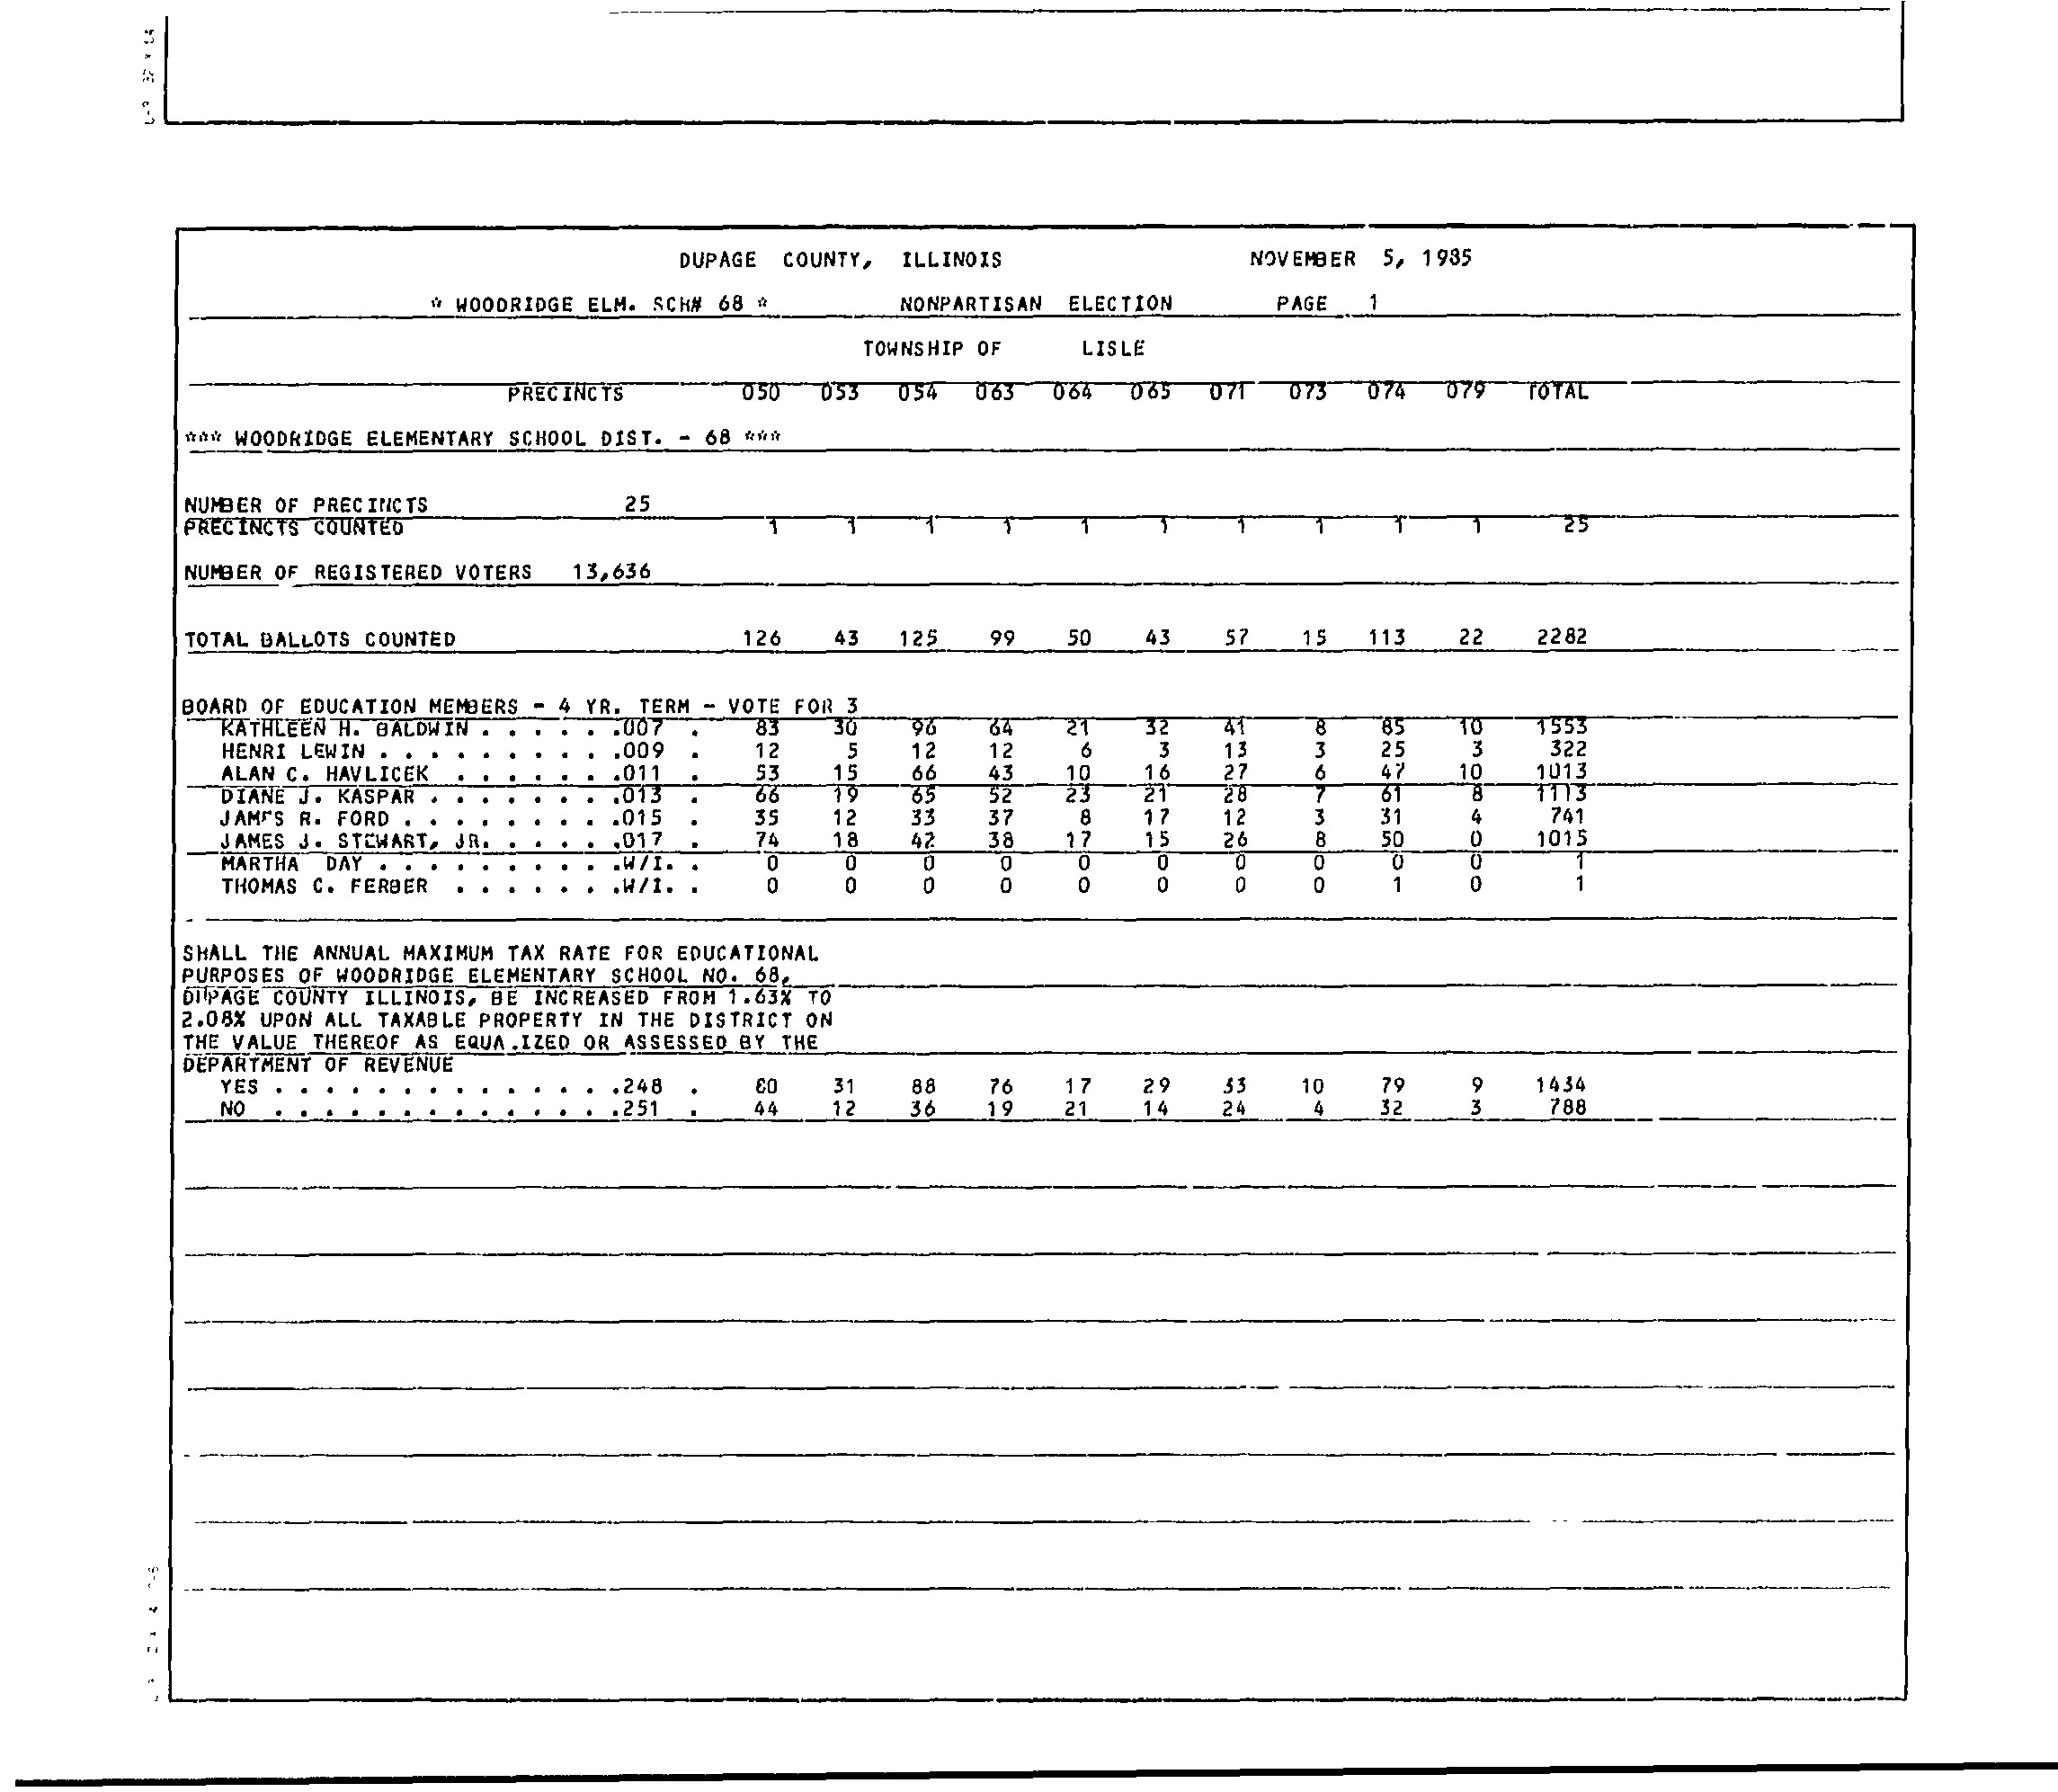 DUPAGE COUNTY, ILLINOIS NOVEMBER 5, 1985
* WOODRIDGE ELM. SCH# 68 * NONPARTISAN ELECTION PAGE 1
TOWNSHIP OF LISLE
PRECINCTS 050 053 054 063 064 065 071 073 074 079 TOTAL
*** WOODRIDGE ELEMENTARY SCHOOL DIST. - 68 ***
NUMBER OF PRECINCTS 25
PRECINCTS COUNTED 1 1 1 1 1 1 1 1 1 1 25
NUMBER OF REGISTERED VOTERS 13,636
TOTAL BALLOTS COUNTED 126 43 125 99 50 43 57 15 113 22 2282
BOARD OF EDUCATION MEMBERS - 4 YR. TERM - VOTE FOR 3
KATHLEEN H. BALDWIN . . . . . .007 . 83 30 96 64 21 32 41 8 85 10 1553
HENRI LEWIN . . . . . . . . . .009 . 12 5 12 12 6 3 13 3 25 3 322
ALAN C. HAVLICEK . . . . . . .011 . 53 15 66 43 10 16 27 6 47 10 1013
DIANE J. KASPAR . . . . . . . .013 . 66 19 65 52 23 21 28 7 61 8 1113
JAMES R. FORD . . . . . . . . .015 . 35 12 33 37 8 17 12 3 31 4 741
JAMES J. STEWART, JR. . . . . .017 . 74 18 42 38 17 15 26 8 50 0 1015
MARTHA DAY . . . . . . . . . .W/I. . 0 0 0 0 0 0 0 0 0 0 1
THOMAS C. FERBER . . . . . . .W/I. . 0 0 0 0 0 0 0 0 1 0 1
SHALL THE ANNUAL MAXIMUM TAX RATE FOR EDUCATIONAL
PURPOSES OF WOODRIDGE ELEMENTARY SCHOOL NO. 68,
DUPAGE COUNTY ILLINOIS, BE INCREASED FROM 1.63% TO
2.08% UPON ALL TAXABLE PROPERTY IN THE DISTRICT ON
THE VALUE THEREOF AS EQUA.IZED OR ASSESSED BY THE
DEPARTMENT OF REVENUE
YES . . . . . . . . . . . . . .248 . 80 31 88 76 17 29 33 10 79 9 1434
NO . . . . . . . . . . . . . .251 . 44 12 36 19 21 14 24 4 32 3 788